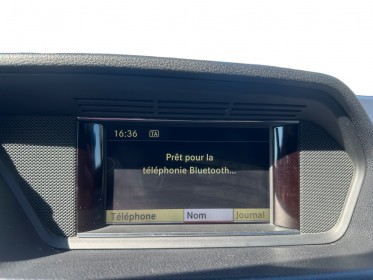 16:36 TA
Prêt pour la
téléphonie Bluetooth...
Téléphone Nom Journal